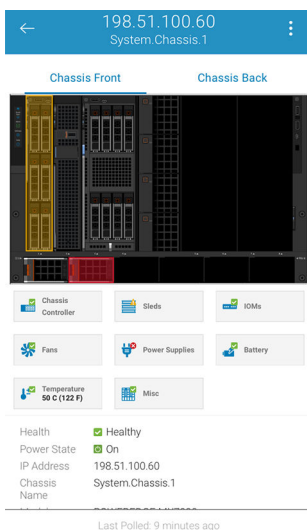 198.51.100.60
System.Chassis.1
Chassis Front
Chassis Back
Chassis
Controller
Sleds
IOMs
Fans
Power Supplies
Battery
Temperature
50 C (122 F)
Misc
Health Healthy
Power State On
IP Address 198.51.100.60
Chassis System.Chassis.1
Name
Last Polled: 9 minutes ago